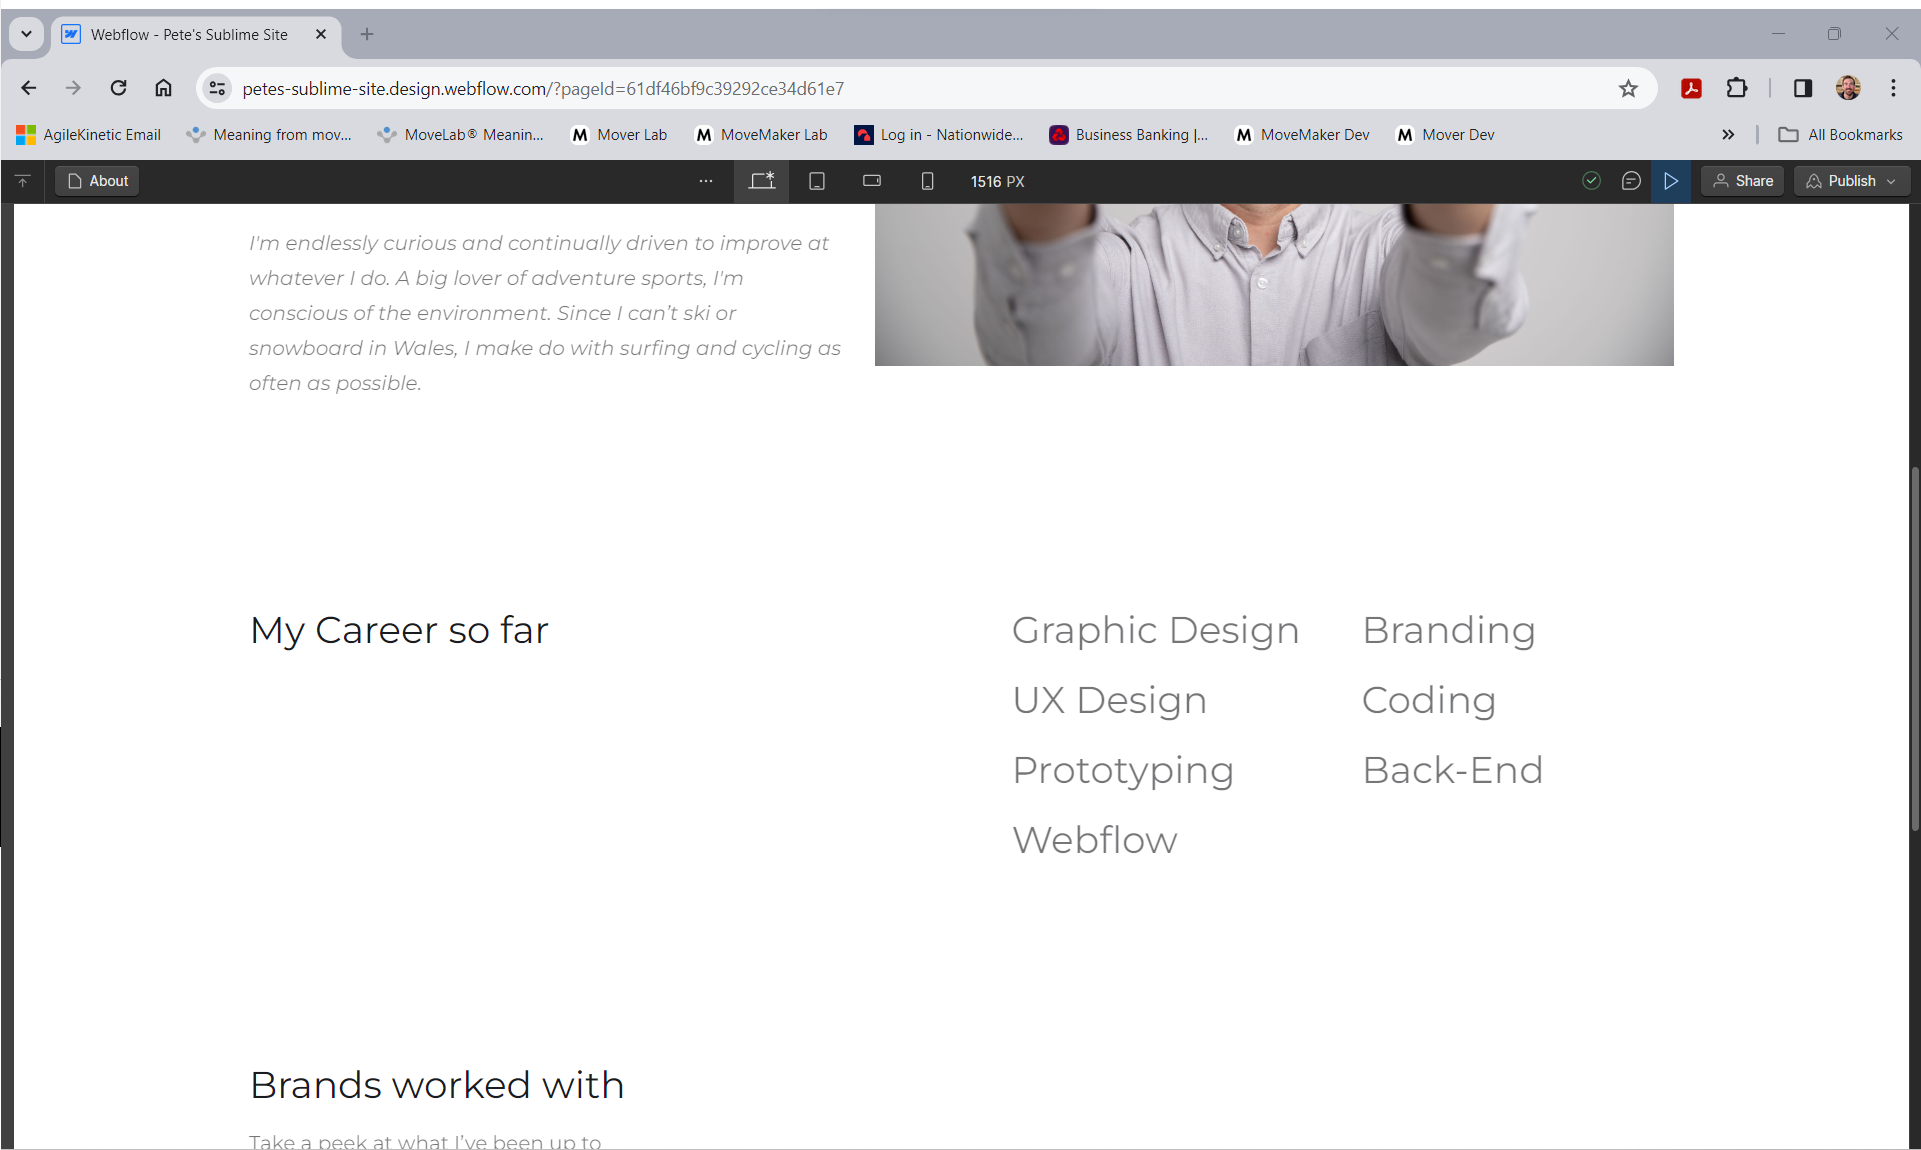 Webflow - Pete's Sublime Site
petes-sublime-site.design.webflow.com/?pageId=61df46bf9c39292ce34d61e7
AgileKinetic Email
Meaning from mov...
MoveLab® Meanin...
Mover Lab
MoveMaker Lab
Log in - Nationwide...
Business Banking |...
MoveMaker Dev
Mover Dev
All Bookmarks
About
1516 PX
Share
Publish
I'm endlessly curious and continually driven to improve at
whatever I do. A big lover of adventure sports, I'm
conscious of the environment. Since I can’t ski or
snowboard in Wales, I make do with surfing and cycling as
often as possible.
My Career so far
Graphic Design
UX Design
Prototyping
Webflow
Branding
Coding
Back-End
Brands worked with
Take a peek at what I’ve been up to